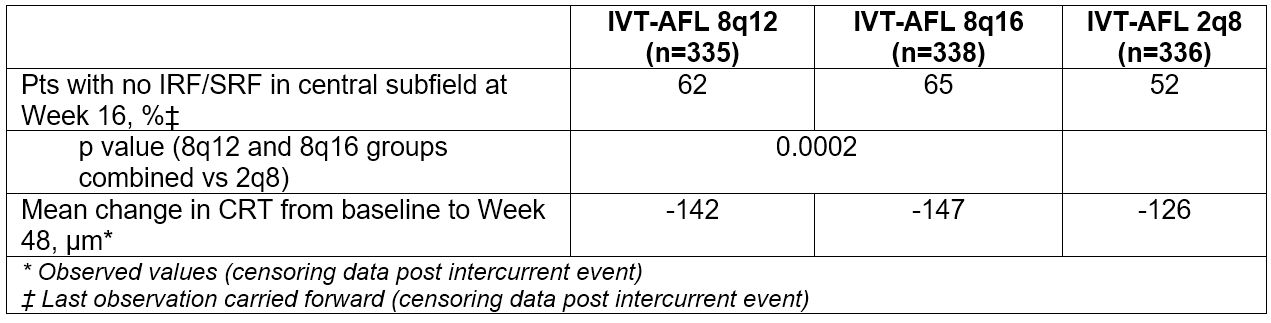 IVT-AFL 8q12 (n=335)
IVT-AFL 8q16 (n=338)
IVT-AFL 2q8 (n=336)
Pts with no IRF/SRF in central subfield at
Week 16, %‡
62
65
52
p value (8q12 and 8q16 groups
combined vs 2q8)
0.0002
Mean change in CRT from baseline to Week
48, µm*
-142
-147
-126
* Observed values (censoring data post intercurrent event)
‡ Last observation carried forward (censoring data post intercurrent event)